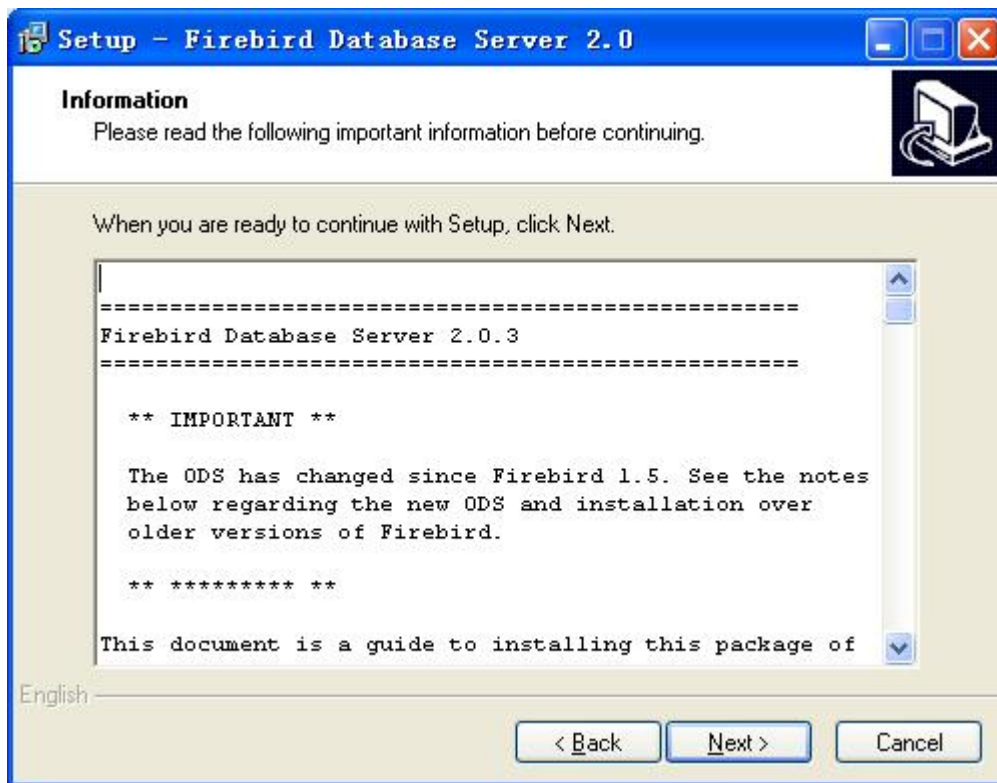 Setup - Firebird Database Server 2.0
Information
Please read the following important information before continuing.
When you are ready to continue with Setup, click Next.
==================================================
Firebird Database Server 2.0.3
==================================================
** IMPORTANT **
The ODS has changed since Firebird 1.5. See the notes
below regarding the new ODS and installation over
older versions of Firebird.
** ********* **
This document is a guide to installing this package of
English
< Back
Next >
Cancel